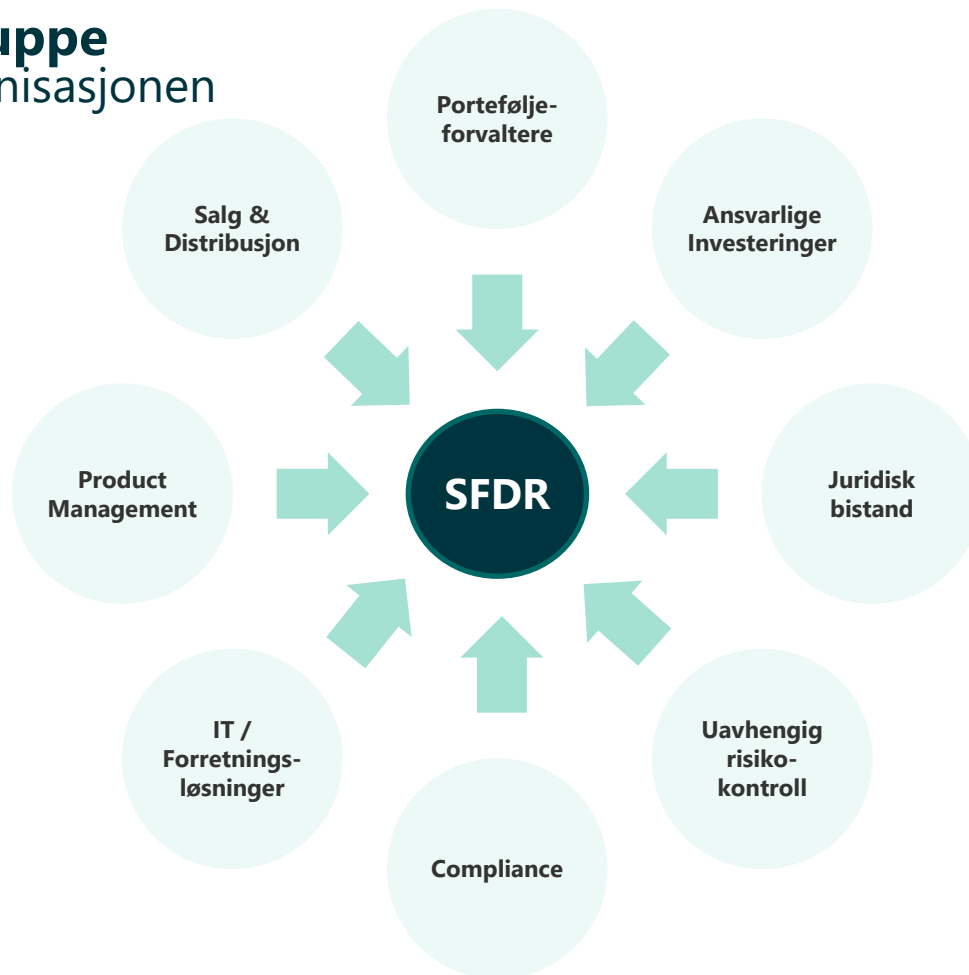 uppe
nisasjonen
Portefølje-
forvaltere
Salg &
Distribusjon
Ansvarlige
Investeringer
Product
Management
SFDR
Juridisk
bistand
IT /
Forretnings-
løsninger
Uavhengig
risiko-
kontroll
Compliance